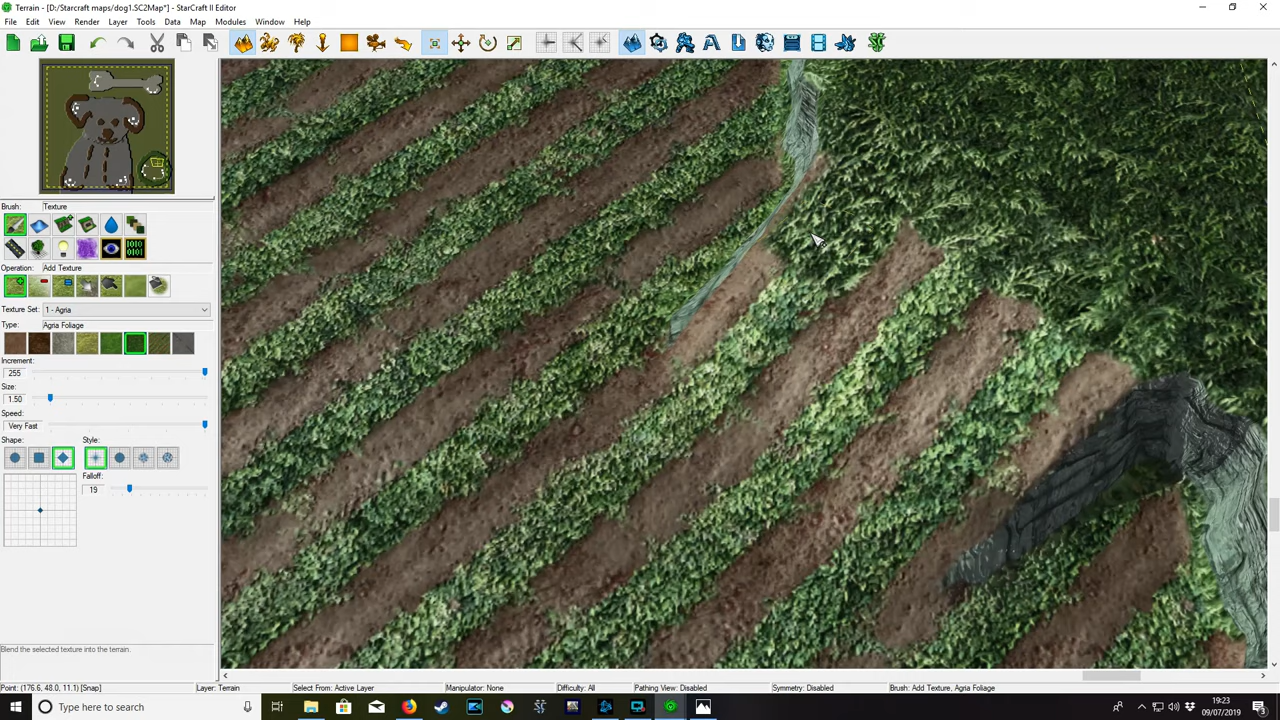 Terrain - [D:/Starcraft maps/dog1.SC2Map*] - StarCraft II Editor
File Edit View Render Layer Tools Data Map Modules Window Help
Brush: Texture
Operation: Add Texture
Texture Set: 1 - Agria
Type: Agria Foliage
Increment:
255
Size:
1.50
Speed:
Very Fast
Shape: Style:
Falloff:
19
Blend the selected texture into the terrain.
Point: (176.6, 48.0, 11.1) [Snap] Layer: Terrain Select From: Active Layer Manipulator: None Difficulty: All Pathing View: Disabled Symmetry: Disabled Brush: Add Texture, Agria Foliage
Type here to search
19:23
09/07/2019
3